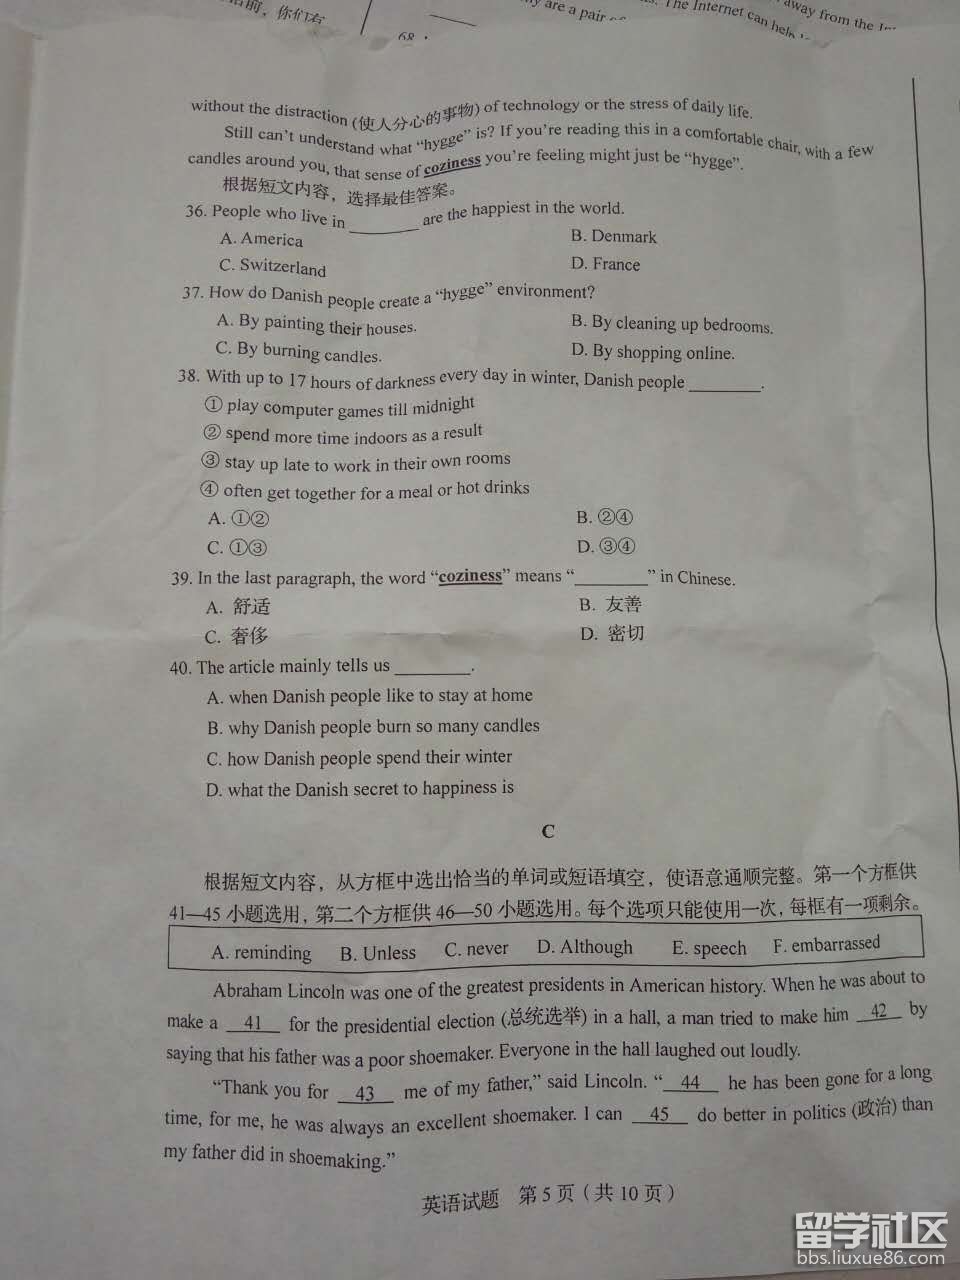 后前，你们有
68.
are a pair
The Internet can help
away from the
without the distraction (使人分心的事物) of technology or the stress of daily life.
Still can't understand what “hygge” is? If you're reading this in a comfortable chair, with a few
candles around you, that sense of coziness you're feeling might just be “hygge”.
根据短文内容，选择最佳答案。
36. People who live in ________ are the happiest in the world.
A. America B. Denmark
C. Switzerland D. France
37. How do Danish people create a “hygge” environment?
A. By painting their houses. B. By cleaning up bedrooms.
C. By burning candles. D. By shopping online.
38. With up to 17 hours of darkness every day in winter, Danish people ________.
① play computer games till midnight
② spend more time indoors as a result
③ stay up late to work in their own rooms
④ often get together for a meal or hot drinks
A. ①② B. ②④
C. ①③ D. ③④
39. In the last paragraph, the word “coziness” means “________” in Chinese.
A. 舒适 B. 友善
C. 奢侈 D. 密切
40. The article mainly tells us ________.
A. when Danish people like to stay at home
B. why Danish people burn so many candles
C. how Danish people spend their winter
D. what the Danish secret to happiness is
C
根据短文内容，从方框中选出恰当的单词或短语填空，使语意通顺完整。第一个方框供
41—45 小题选用，第二个方框供 46—50 小题选用。每个选项只能使用一次，每框有一项剩余。
A. reminding B. Unless C. never D. Although E. speech F. embarrassed
Abraham Lincoln was one of the greatest presidents in American history. When he was about to
make a 41 for the presidential election (总统选举) in a hall, a man tried to make him 42 by
saying that his father was a poor shoemaker. Everyone in the hall laughed out loudly.
“Thank you for 43 me of my father,” said Lincoln. “ 44 he has been gone for a long
time, for me, he was always an excellent shoemaker. I can 45 do better in politics (政治) than
my father did in shoemaking.”
英语试题 第 5 页（共 10 页）
留学社区
bbs.liuxue86.com